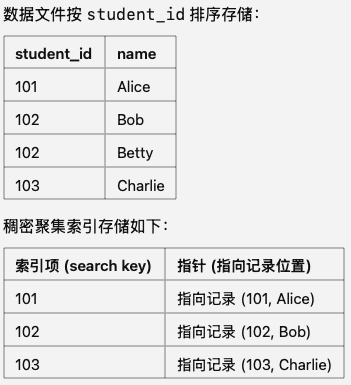 数据文件按 student_id 排序存储：
student_id name
101 Alice
102 Bob
102 Betty
103 Charlie
稠密聚集索引存储如下：
索引项 (search key) 指针 (指向记录位置)
101 指向记录 (101, Alice)
102 指向记录 (102, Bob)
103 指向记录 (103, Charlie)